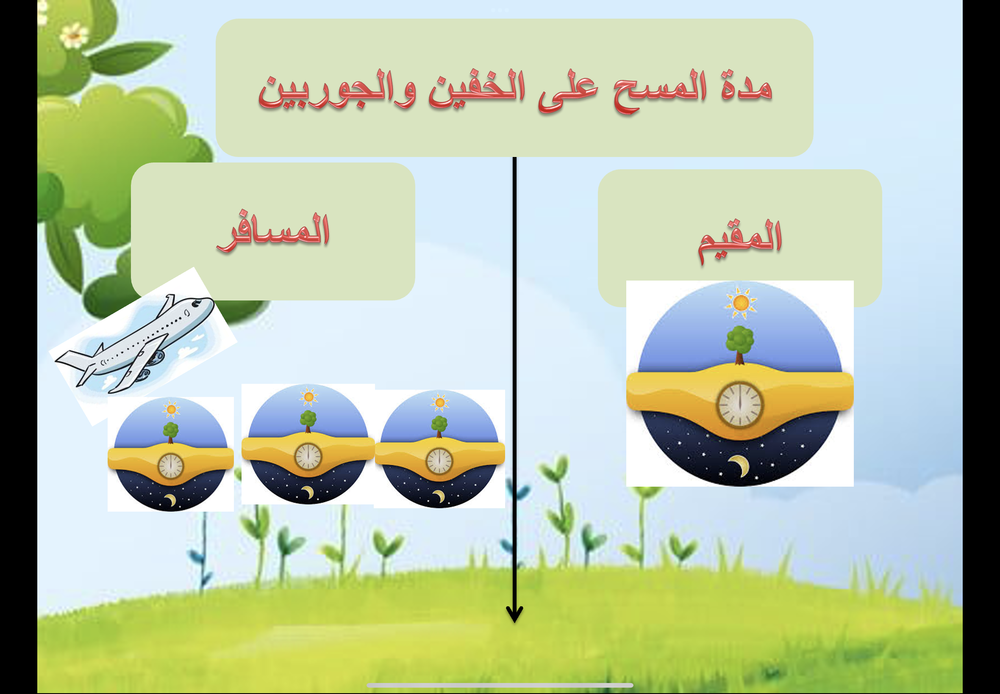 مدة المسح على الخفين والجوربين
المقيم
المسافر